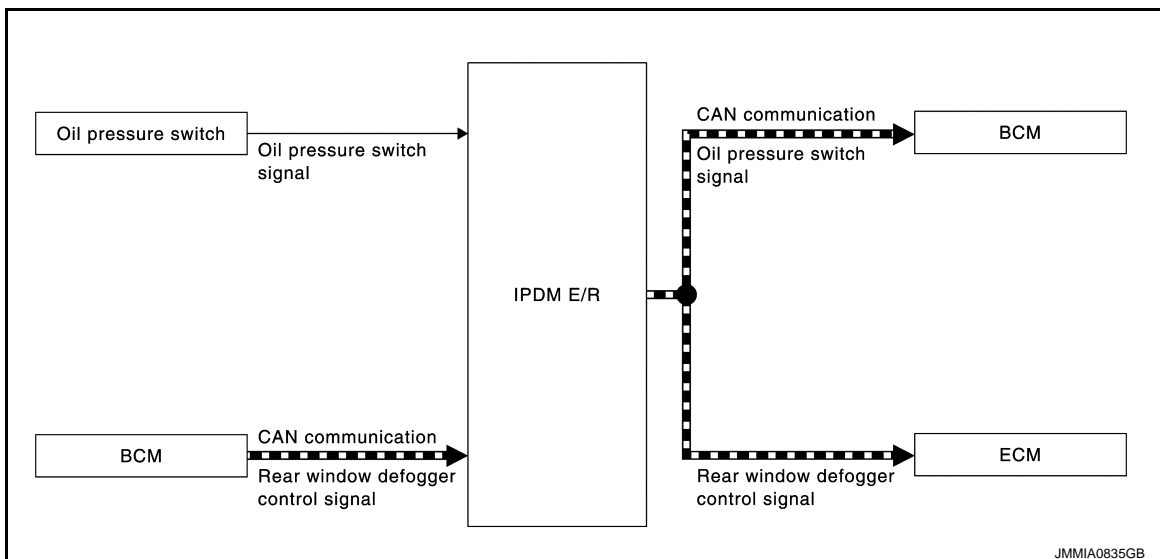 Oil pressure switch
Oil pressure switch
signal
BCM
CAN communication
Rear window defogger
control signal
IPDM E/R
CAN communication
Oil pressure switch
signal
BCM
Rear window defogger
control signal
ECM
JMMIA0835GB